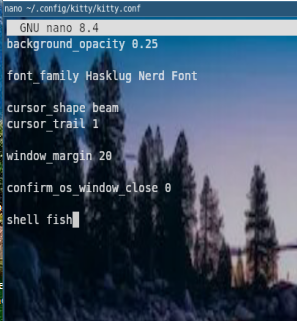 nano ~/.config/kitty/kitty.conf
GNU nano 8.4
background_opacity 0.25
font_family Hasklug Nerd Font
cursor_shape beam
cursor_trail 1
window_margin 20
confirm_os_window_close 0
shell fish